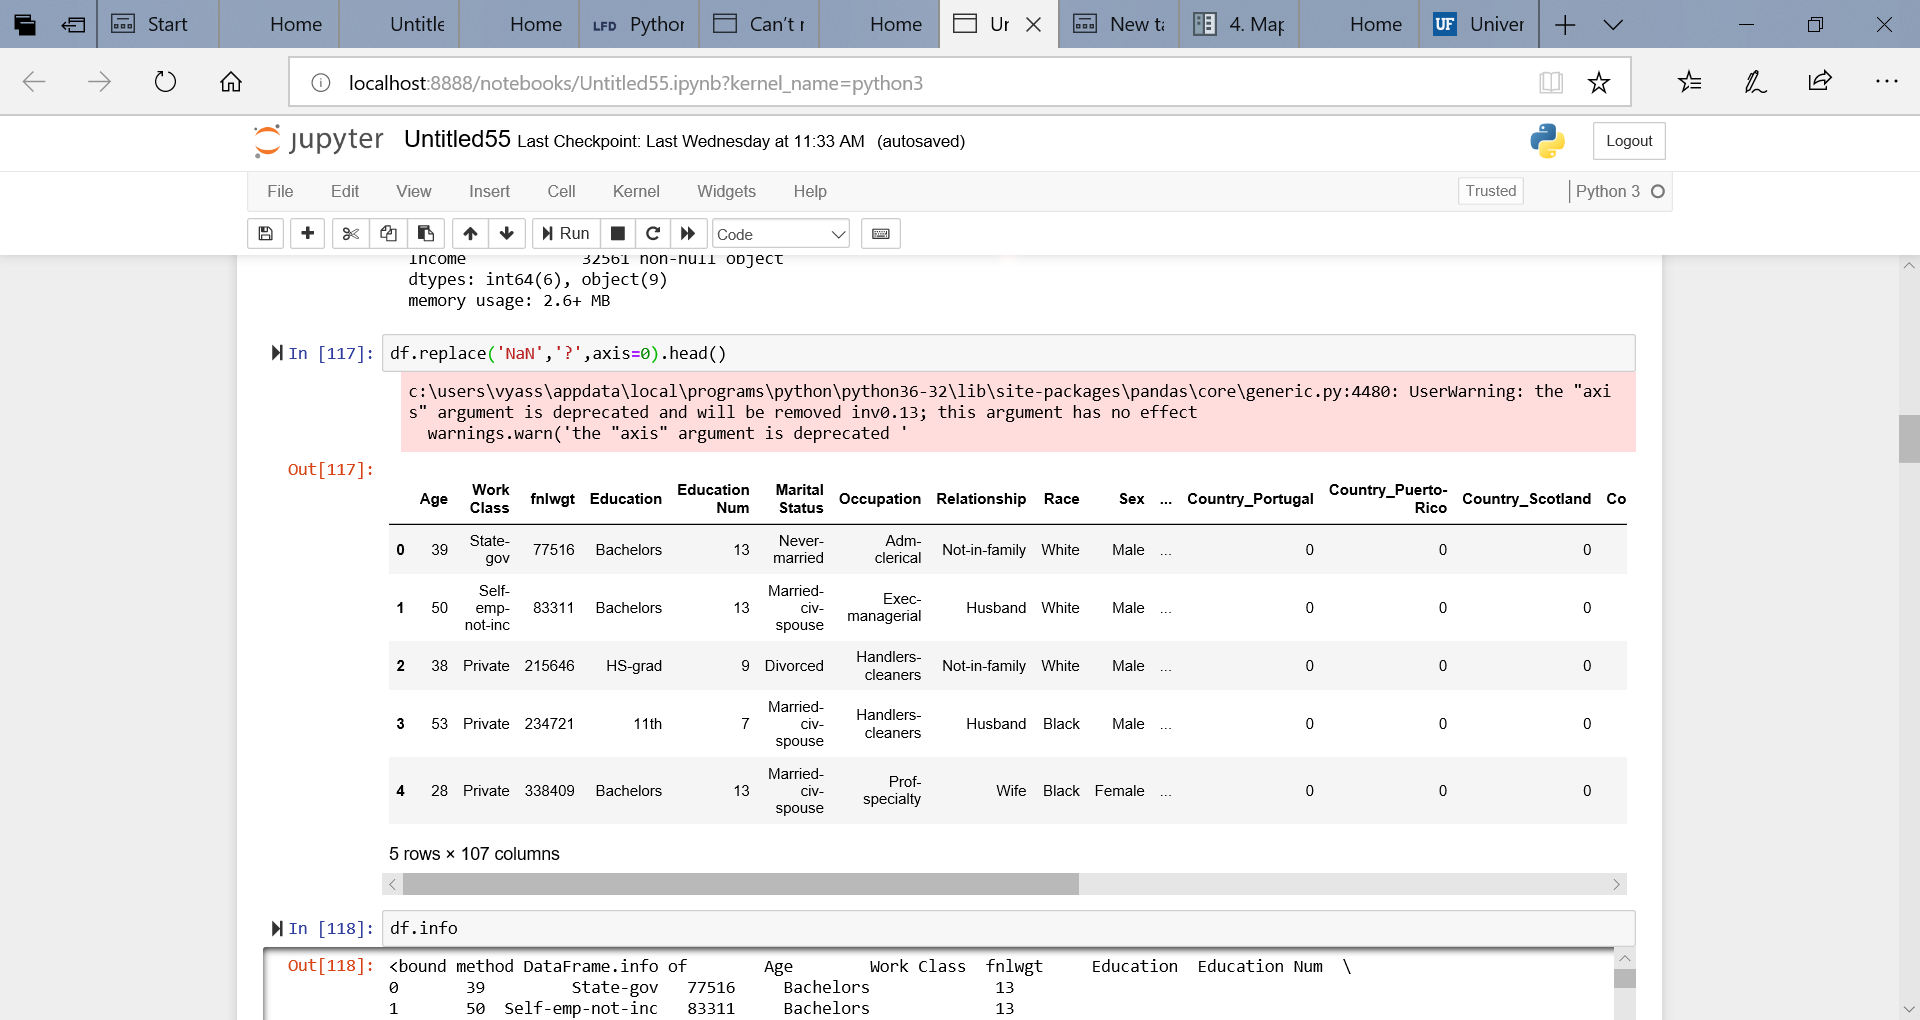 Start Home Untitle Home LFD Python Can't r Home Ur New ta 4. Map Home UF Univer
localhost:8888/notebooks/Untitled55.ipynb?kernel_name=python3
jupyter Untitled55 Last Checkpoint: Last Wednesday at 11:33 AM (autosaved) Logout
File Edit View Insert Cell Kernel Widgets Help Trusted Python 3
Run Code
Income 32561 non-null object
dtypes: int64(6), object(9)
memory usage: 2.6+ MB
In [117]: df.replace('NaN','?',axis=0).head()
c:\users\vyass\appdata\local\programs\python\python36-32\lib\site-packages\pandas\core\generic.py:4480: UserWarning: the "axi
s" argument is deprecated and will be removed inv0.13; this argument has no effect
warnings.warn('the "axis" argument is deprecated '
Out[117]:
Age Work Class fnlwgt Education Education Num Marital Status Occupation Relationship Race Sex ... Country_Portugal Country_Puerto-Rico Country_Scotland Co
0 39 State-gov 77516 Bachelors 13 Never-married Adm-clerical Not-in-family White Male ... 0 0 0
1 50 Self-emp-not-inc 83311 Bachelors 13 Married-civ-spouse Exec-managerial Husband White Male ... 0 0 0
2 38 Private 215646 HS-grad 9 Divorced Handlers-cleaners Not-in-family White Male ... 0 0 0
3 53 Private 234721 11th 7 Married-civ-spouse Handlers-cleaners Husband Black Male ... 0 0 0
4 28 Private 338409 Bachelors 13 Married-civ-spouse Prof-specialty Wife Black Female ... 0 0 0
5 rows × 107 columns
In [118]: df.info
Out[118]: <bound method DataFrame.info of Age Work Class fnlwgt Education Education Num \
0 39 State-gov 77516 Bachelors 13
1 50 Self-emp-not-inc 83311 Bachelors 13